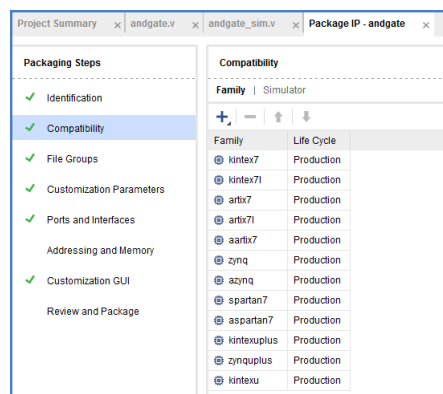 Project Summary
andgate.v
andgate_sim.v
Package IP - andgate
Packaging Steps
Identification
Compatibility
File Groups
Customization Parameters
Ports and Interfaces
Addressing and Memory
Customization GUI
Review and Package
Compatibility
Family | Simulator
Family Life Cycle
kintex7 Production
kintex7l Production
artix7 Production
artix7l Production
aartix7 Production
zynq Production
azynq Production
spartan7 Production
aspartan7 Production
kintexuplus Production
zynquplus Production
kintexu Production